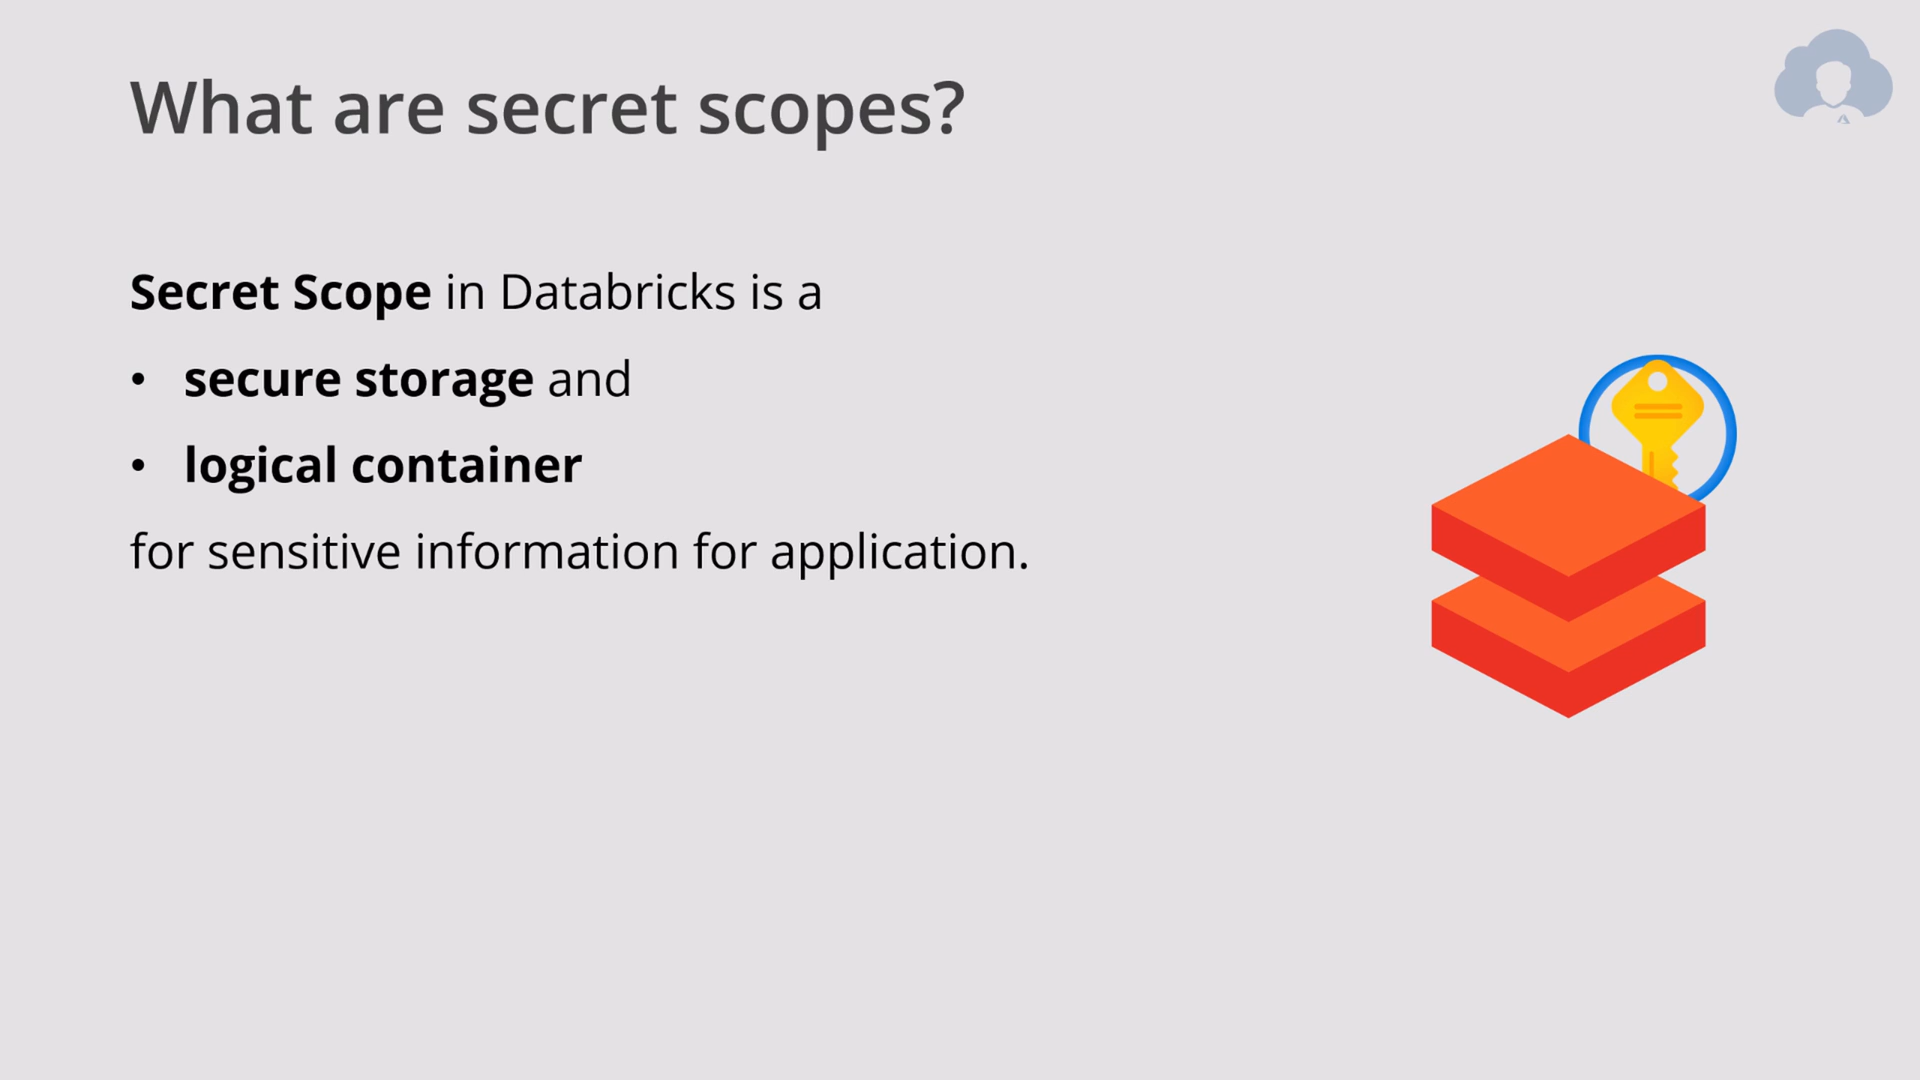 What are secret scopes?
Secret Scope in Databricks is a
• secure storage and
• logical container
for sensitive information for application.